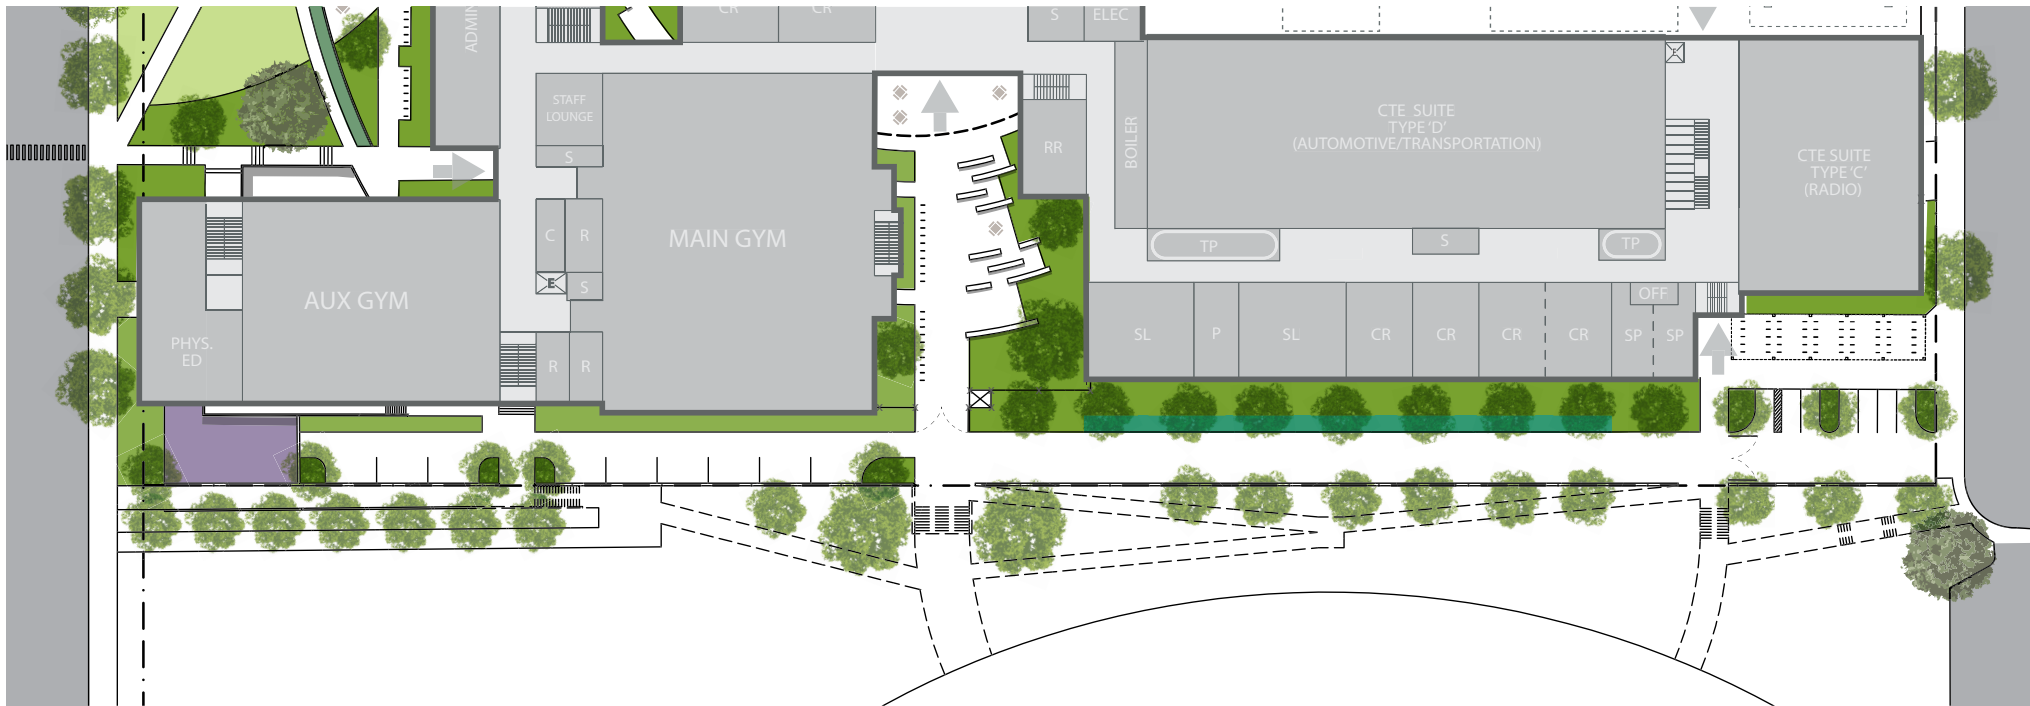 CR
CR
S
ELEC
ADMIN
E
STAFF
LOUNGE
S
CTE SUITE
TYPE 'D'
(AUTOMOTIVE/TRANSPORTATION)
BOILER
RR
CTE SUITE
TYPE 'C'
(RADIO)
C
R
MAIN GYM
TP
S
TP
E
S
AUX GYM
OFF
PHYS.
ED
SL
P
SL
CR
CR
CR
CR
SP
SP
R
R